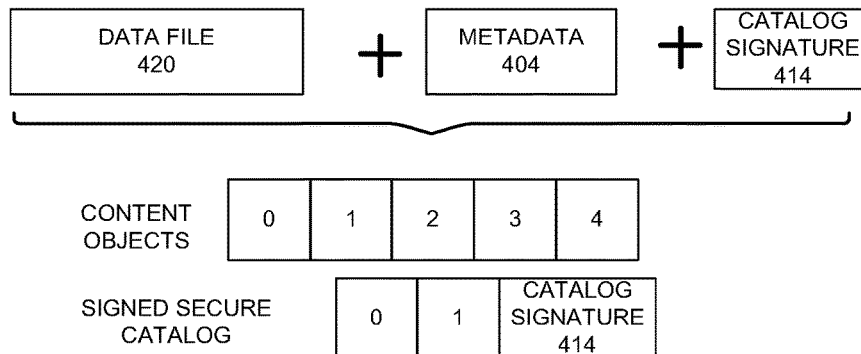 DATA FILE
420
METADATA
404
CATALOG
SIGNATURE
414
CONTENT
OBJECTS
0 1 2 3 4
SIGNED SECURE
CATALOG
0 1
CATALOG
SIGNATURE
414